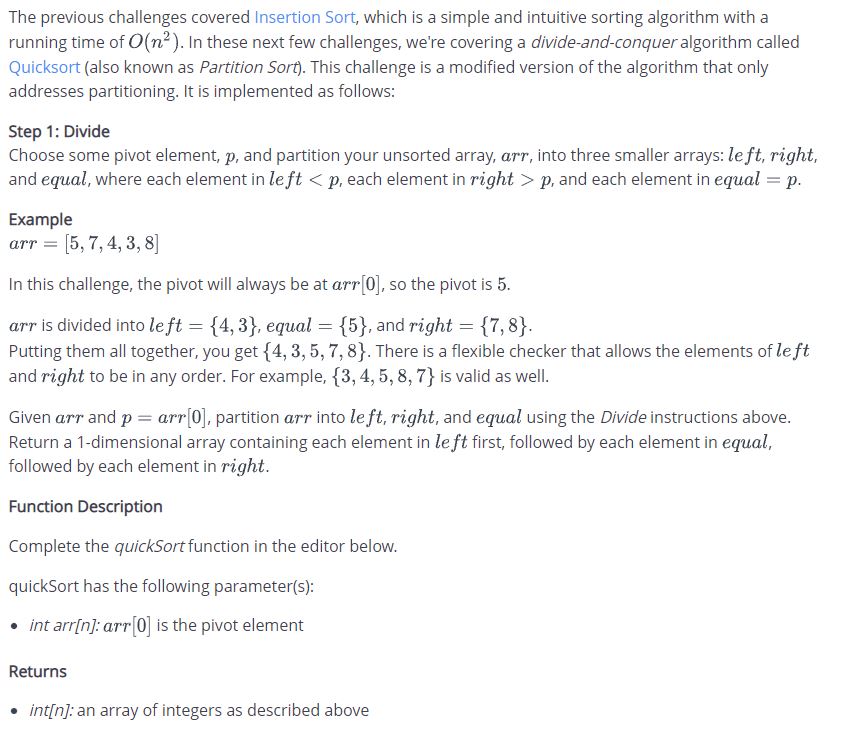 The previous challenges covered Insertion Sort, which is a simple and intuitive sorting algorithm with a
running time of O(n²). In these next few challenges, we're covering a divide-and-conquer algorithm called
Quicksort (also known as Partition Sort). This challenge is a modified version of the algorithm that only
addresses partitioning. It is implemented as follows:
Step 1: Divide
Choose some pivot element, p, and partition your unsorted array, arr, into three smaller arrays: left, right,
and equal, where each element in left < p, each element in right > p, and each element in equal = p.
Example
arr = [5, 7, 4, 3, 8]
In this challenge, the pivot will always be at arr[0], so the pivot is 5.
arr is divided into left = {4, 3}, equal = {5}, and right = {7, 8}.
Putting them all together, you get {4, 3, 5, 7, 8}. There is a flexible checker that allows the elements of left
and right to be in any order. For example, {3, 4, 5, 8, 7} is valid as well.
Given arr and p = arr[0], partition arr into left, right, and equal using the Divide instructions above.
Return a 1-dimensional array containing each element in left first, followed by each element in equal,
followed by each element in right.
Function Description
Complete the quickSort function in the editor below.
quickSort has the following parameter(s):
• int arr[n]: arr[0] is the pivot element
Returns
• int[n]: an array of integers as described above